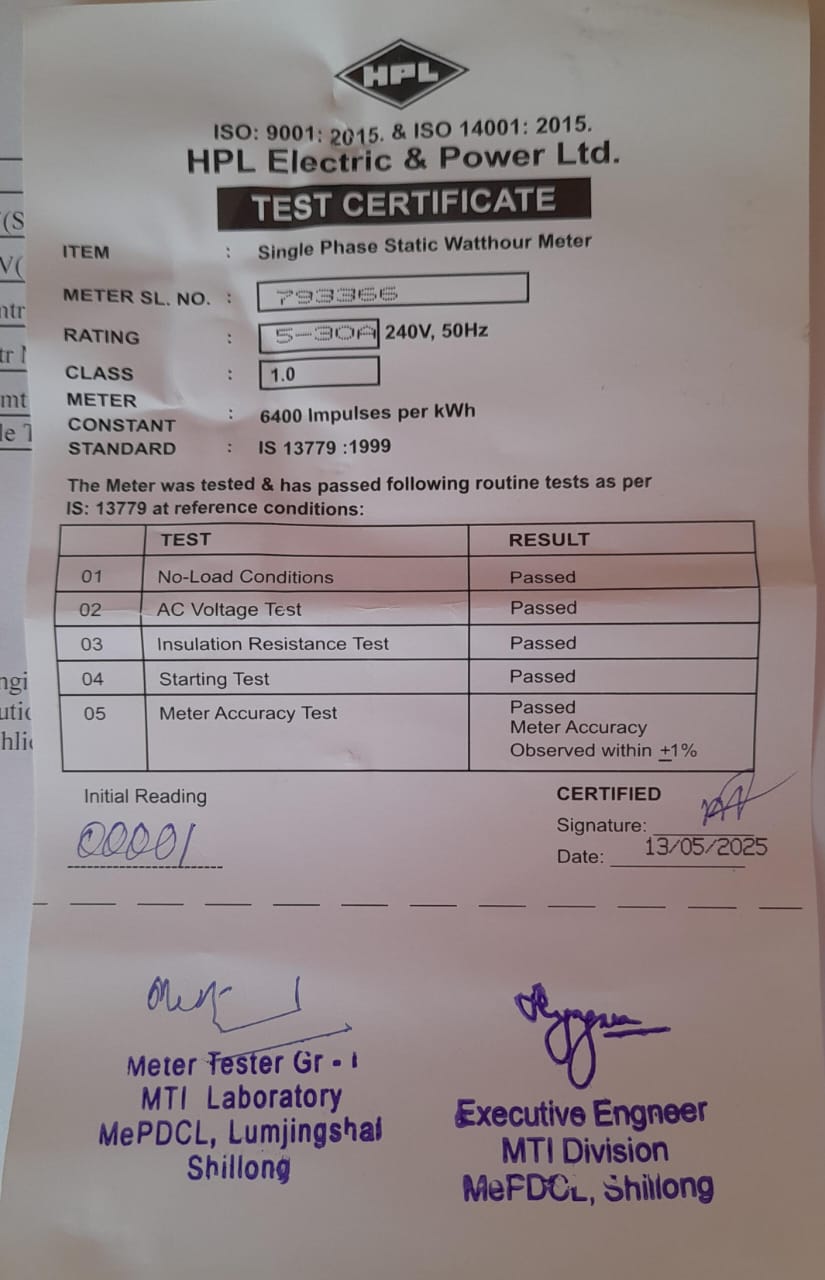 HPL
ISO: 9001: 2015. & ISO 14001: 2015.
HPL Electric & Power Ltd.
TEST CERTIFICATE
ITEM : Single Phase Static Watthour Meter
METER SL. NO. : 793366
RATING : 5-30A 240V, 50Hz
CLASS : 1.0
METER
CONSTANT : 6400 Impulses per kWh
STANDARD : IS 13779 :1999
The Meter was tested & has passed following routine tests as per
IS: 13779 at reference conditions:
TEST RESULT
01 No-Load Conditions Passed
02 AC Voltage Test Passed
03 Insulation Resistance Test Passed
04 Starting Test Passed
05 Meter Accuracy Test Passed
Meter Accuracy
Observed within ±1%
Initial Reading
00001
CERTIFIED
Signature:
Date: 13/05/2025
Meter Tester Gr - I
MTI Laboratory
MePDCL, Lumjingshai
Shillong
Executive Engneer
MTI Division
MePDCL, Shillong